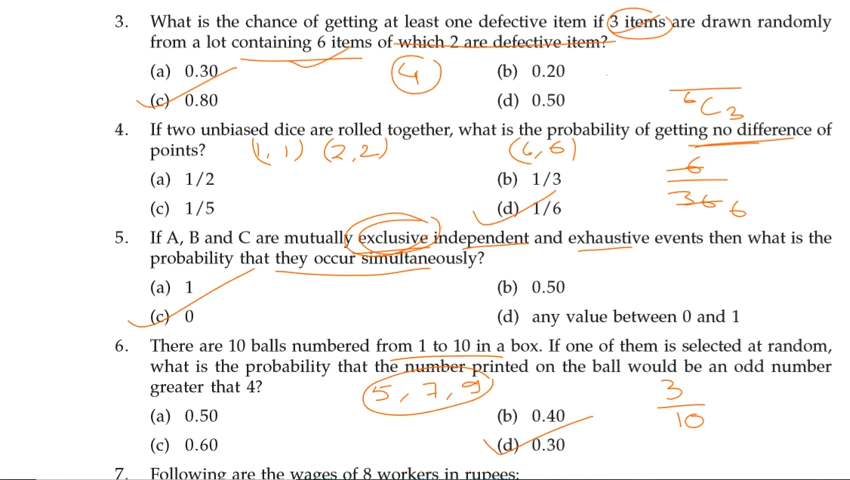 3. What is the chance of getting at least one defective item if 3 items are drawn randomly
from a lot containing 6 items of which 2 are defective item?
(a) 0.30 (b) 0.20
4
(c) 0.80 (d) 0.50
6C3
4. If two unbiased dice are rolled together, what is the probability of getting no difference of
points?
(1, 1) (2, 2) (6, 6)
6
36 6
(a) 1/2 (b) 1/3
(c) 1/5 (d) 1/6
5. If A, B and C are mutually exclusive independent and exhaustive events then what is the
probability that they occur simultaneously?
(a) 1 (b) 0.50
(c) 0 (d) any value between 0 and 1
6. There are 10 balls numbered from 1 to 10 in a box. If one of them is selected at random,
what is the probability that the number printed on the ball would be an odd number
greater that 4?
5, 7, 9
3
10
(a) 0.50 (b) 0.40
(c) 0.60 (d) 0.30
7. Following are the wages of 8 workers in rupees: